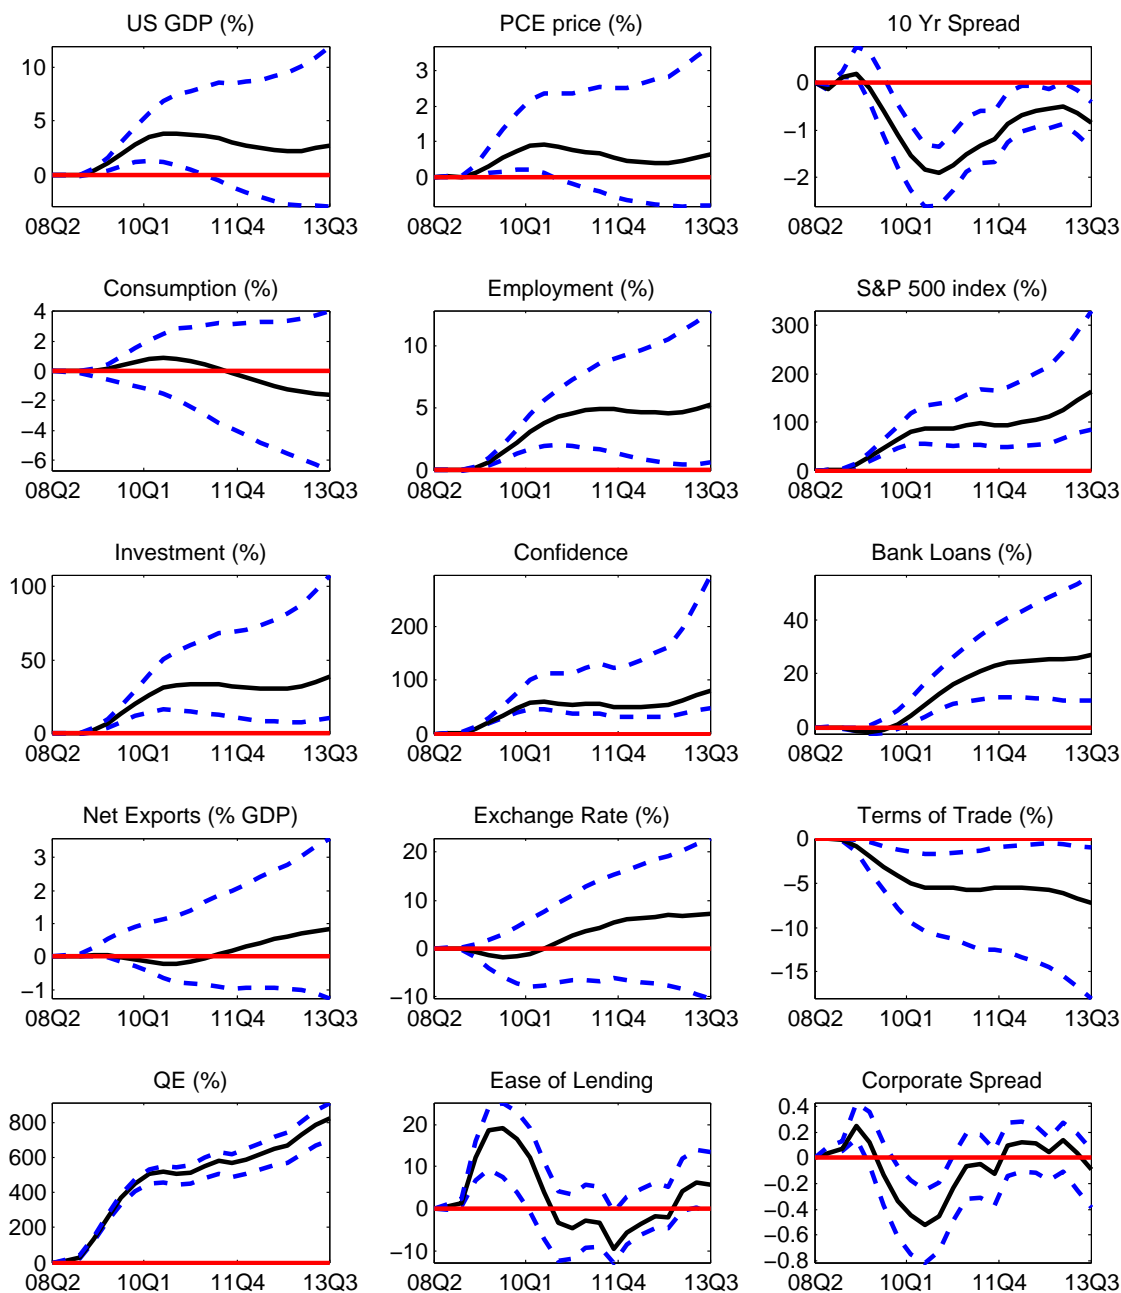 US GDP (%)
10
5
0
08Q2 10Q1 11Q4 13Q3
PCE price (%)
3
2
1
0
08Q2 10Q1 11Q4 13Q3
10 Yr Spread
0
−1
−2
08Q2 10Q1 11Q4 13Q3
Consumption (%)
4
2
0
−2
−4
−6
08Q2 10Q1 11Q4 13Q3
Employment (%)
10
5
0
08Q2 10Q1 11Q4 13Q3
S&P 500 index (%)
300
200
100
0
08Q2 10Q1 11Q4 13Q3
Investment (%)
100
50
0
08Q2 10Q1 11Q4 13Q3
Confidence
200
100
0
08Q2 10Q1 11Q4 13Q3
Bank Loans (%)
40
20
0
08Q2 10Q1 11Q4 13Q3
Net Exports (% GDP)
3
2
1
0
−1
08Q2 10Q1 11Q4 13Q3
Exchange Rate (%)
20
10
0
−10
08Q2 10Q1 11Q4 13Q3
Terms of Trade (%)
0
−5
−10
−15
08Q2 10Q1 11Q4 13Q3
QE (%)
800
600
400
200
0
08Q2 10Q1 11Q4 13Q3
Ease of Lending
20
10
0
−10
08Q2 10Q1 11Q4 13Q3
Corporate Spread
0.4
0.2
0
−0.2
−0.4
−0.6
−0.8
08Q2 10Q1 11Q4 13Q3